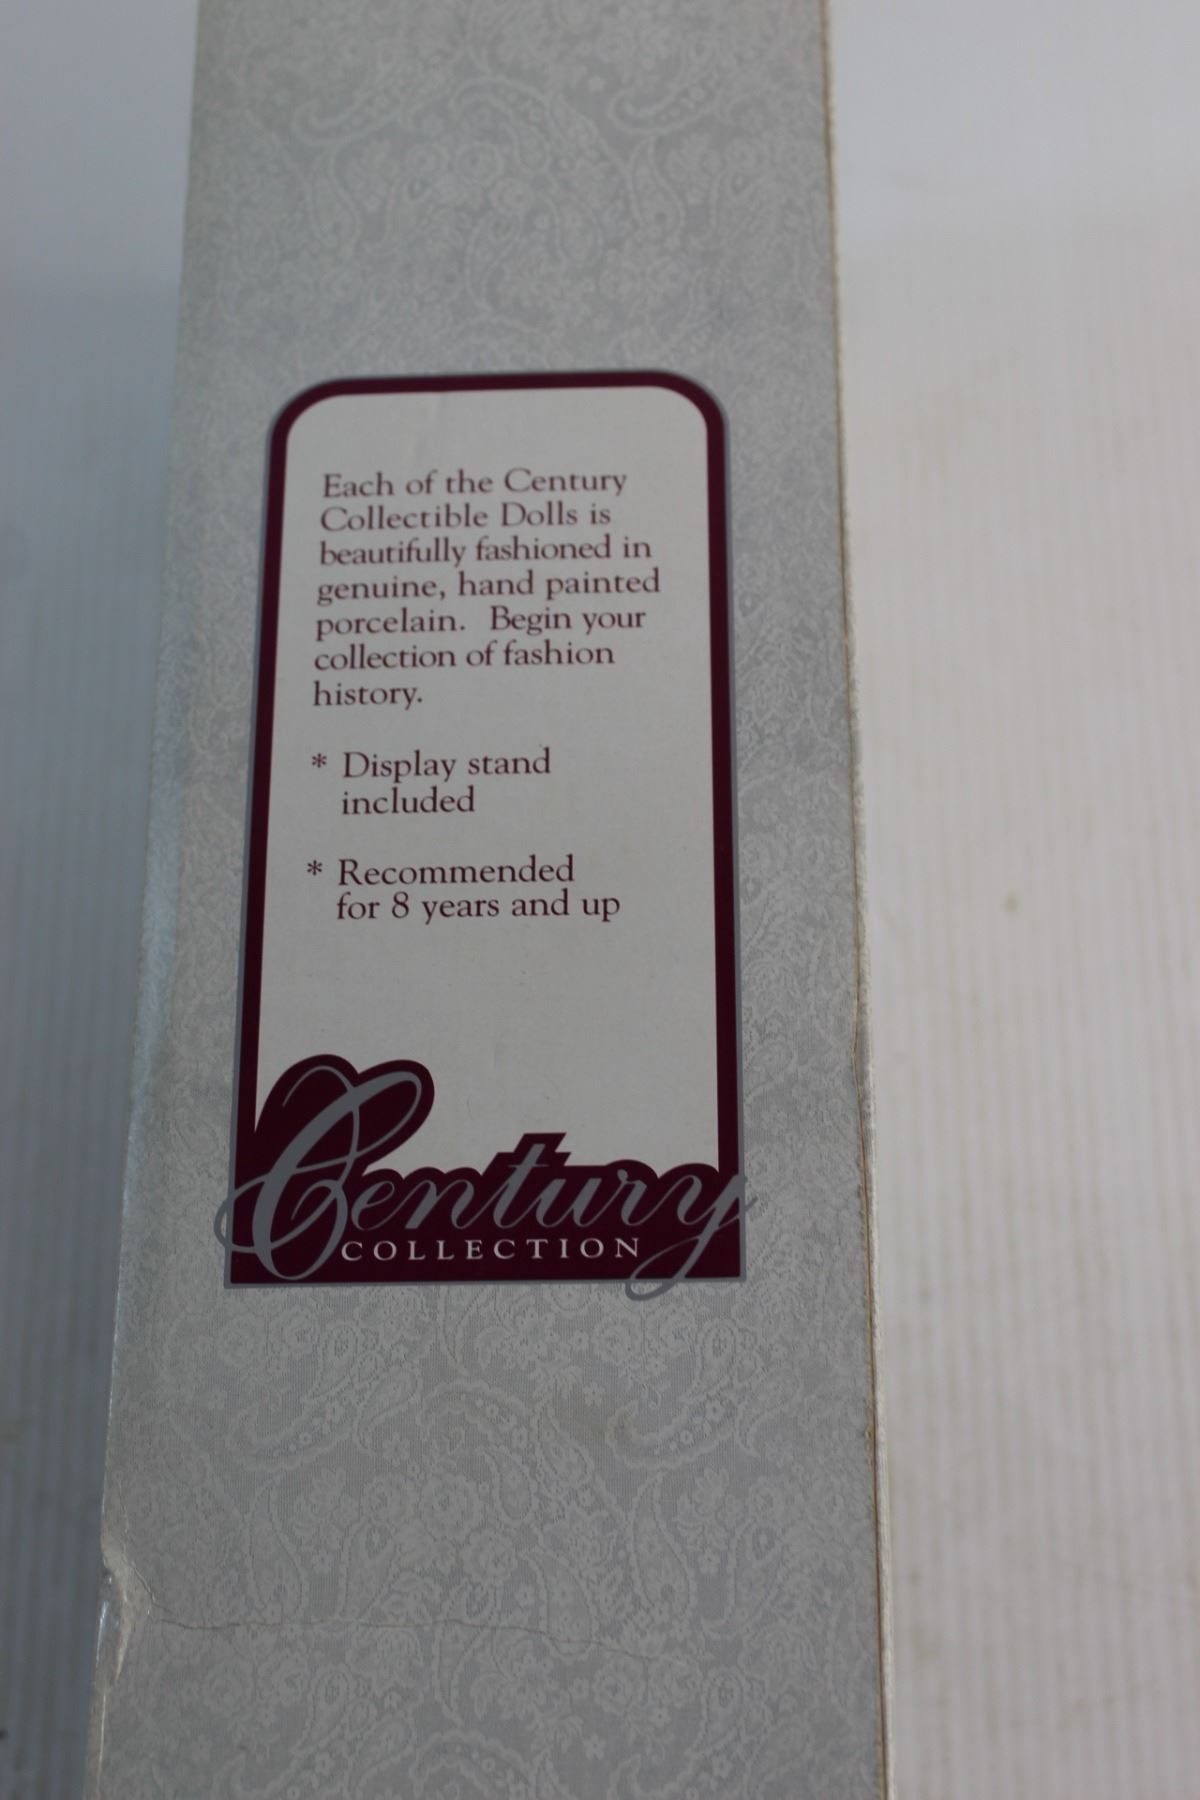 Each of the Century
Collectible Dolls is
beautifully fashioned in
genuine, hand painted
porcelain. Begin your
collection of fashion
history.
* Display stand
included
* Recommended
for 8 years and up
Century
COLLECTION